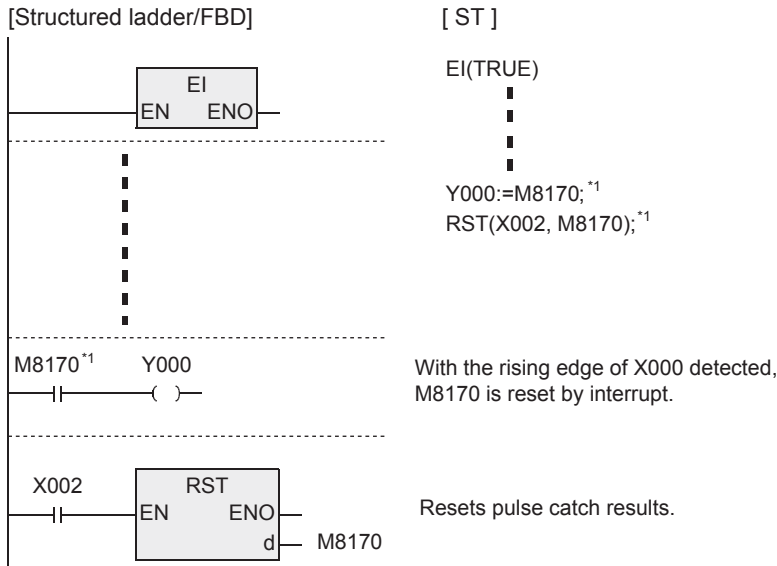 [Structured ladder/FBD]
[ ST ]
EI
EN ENO
EI(TRUE)
Y000:=M8170;*1
RST(X002, M8170);*1
M8170*1 Y000
With the rising edge of X000 detected,
M8170 is reset by interrupt.
X002
RST
EN ENO
d M8170
Resets pulse catch results.